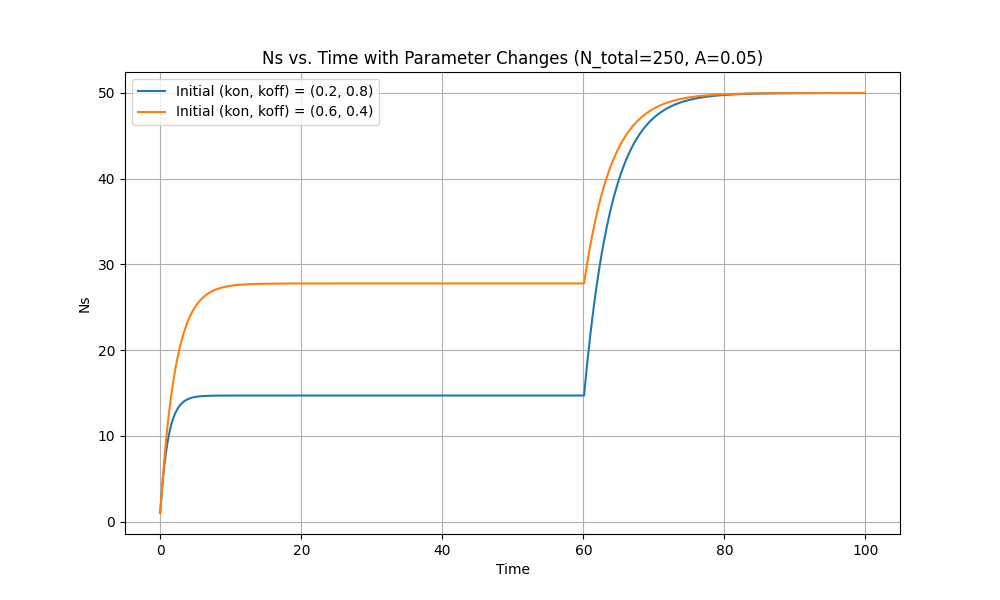 Ns vs. Time with Parameter Changes (N_total=250, A=0.05)
Initial (kon, koff) = (0.2, 0.8)
Initial (kon, koff) = (0.6, 0.4)
Ns
50
40
30
20
10
0
0 20 40 60 80 100
Time